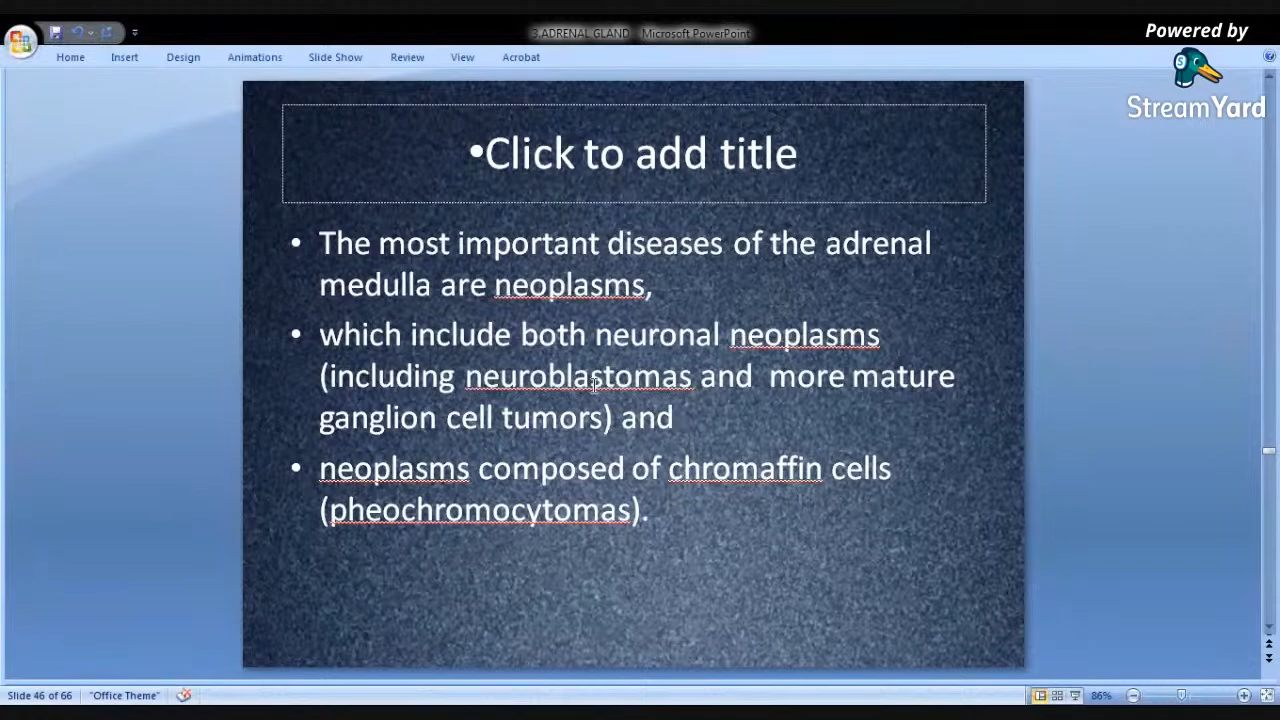 3.ADRENAL GLAND - Microsoft PowerPoint
Powered by
StreamYard
Home Insert Design Animations Slide Show Review View Acrobat
•Click to add title
• The most important diseases of the adrenal
medulla are neoplasms,
• which include both neuronal neoplasms
(including neuroblastomas and more mature
ganglion cell tumors) and
• neoplasms composed of chromaffin cells
(pheochromocytomas).
Slide 46 of 66 "Office Theme" 86%